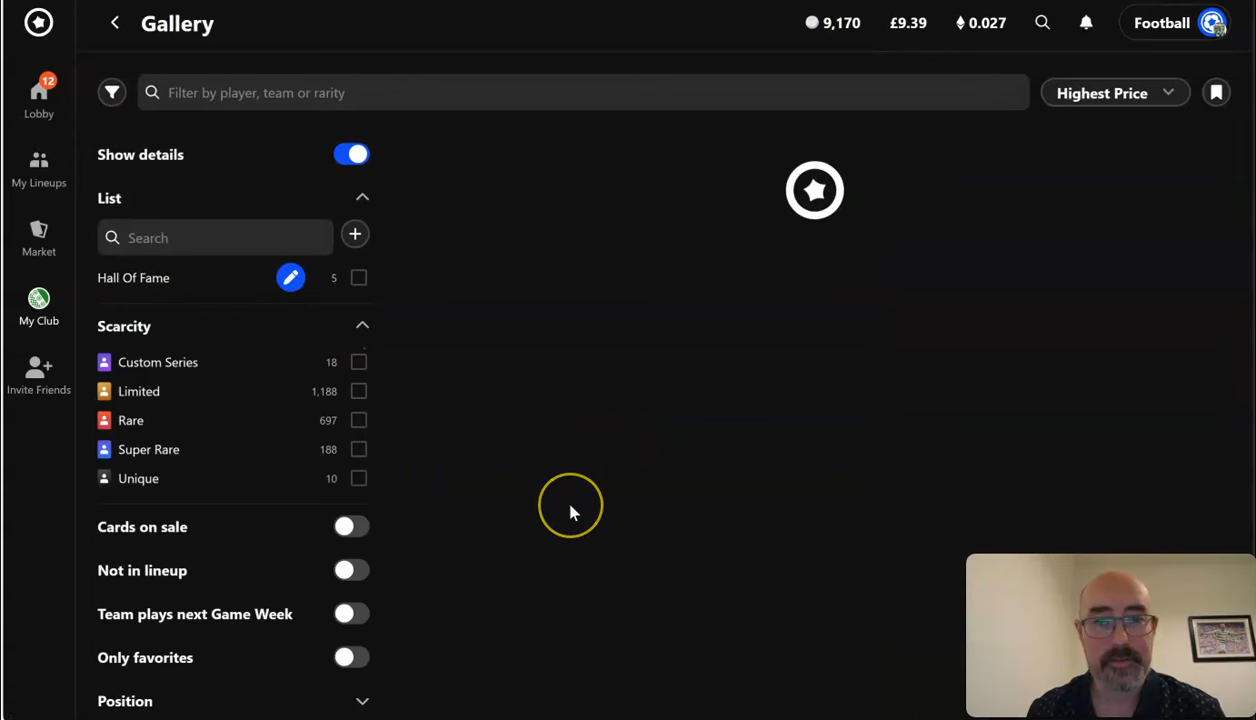 Gallery
9,170
£9.39
0.027
Football
12
Lobby
My Lineups
Market
My Club
Invite Friends
Filter by player, team or rarity
Highest Price
Show details
List
Search
Hall Of Fame 5
Scarcity
Custom Series 18
Limited 1,188
Rare 697
Super Rare 188
Unique 10
Cards on sale
Not in lineup
Team plays next Game Week
Only favorites
Position